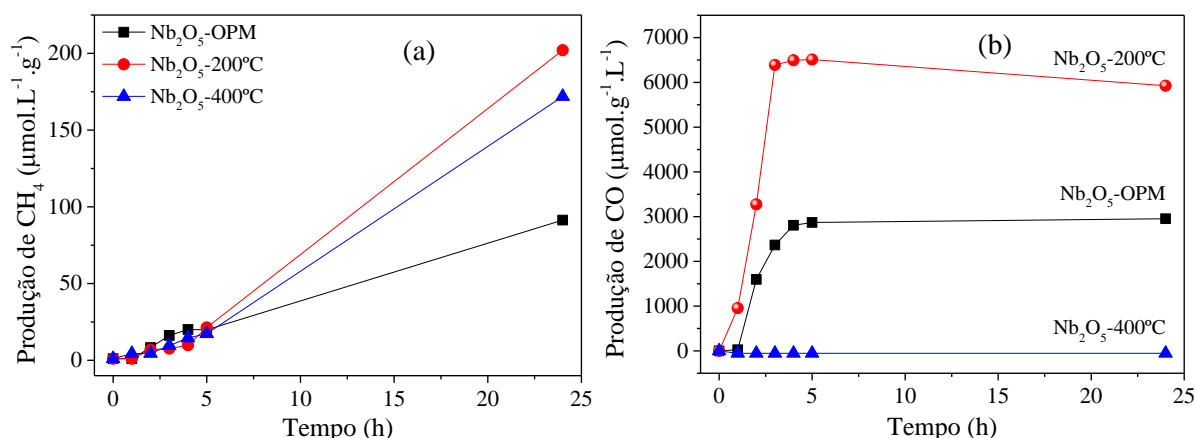 (a)
Nb₂O₅-OPM
Nb₂O₅-200ºC
Nb₂O₅-400ºC
Produção de CH₄ (μmol.L⁻¹.g⁻¹)
200
150
100
50
0
0 5 10 15 20 25
Tempo (h)
(b)
Nb₂O₅-200ºC
Nb₂O₅-OPM
Nb₂O₅-400ºC
Produção de CO (μmol.g⁻¹.L⁻¹)
7000
6000
5000
4000
3000
2000
1000
0
0 5 10 15 20 25
Tempo (h)